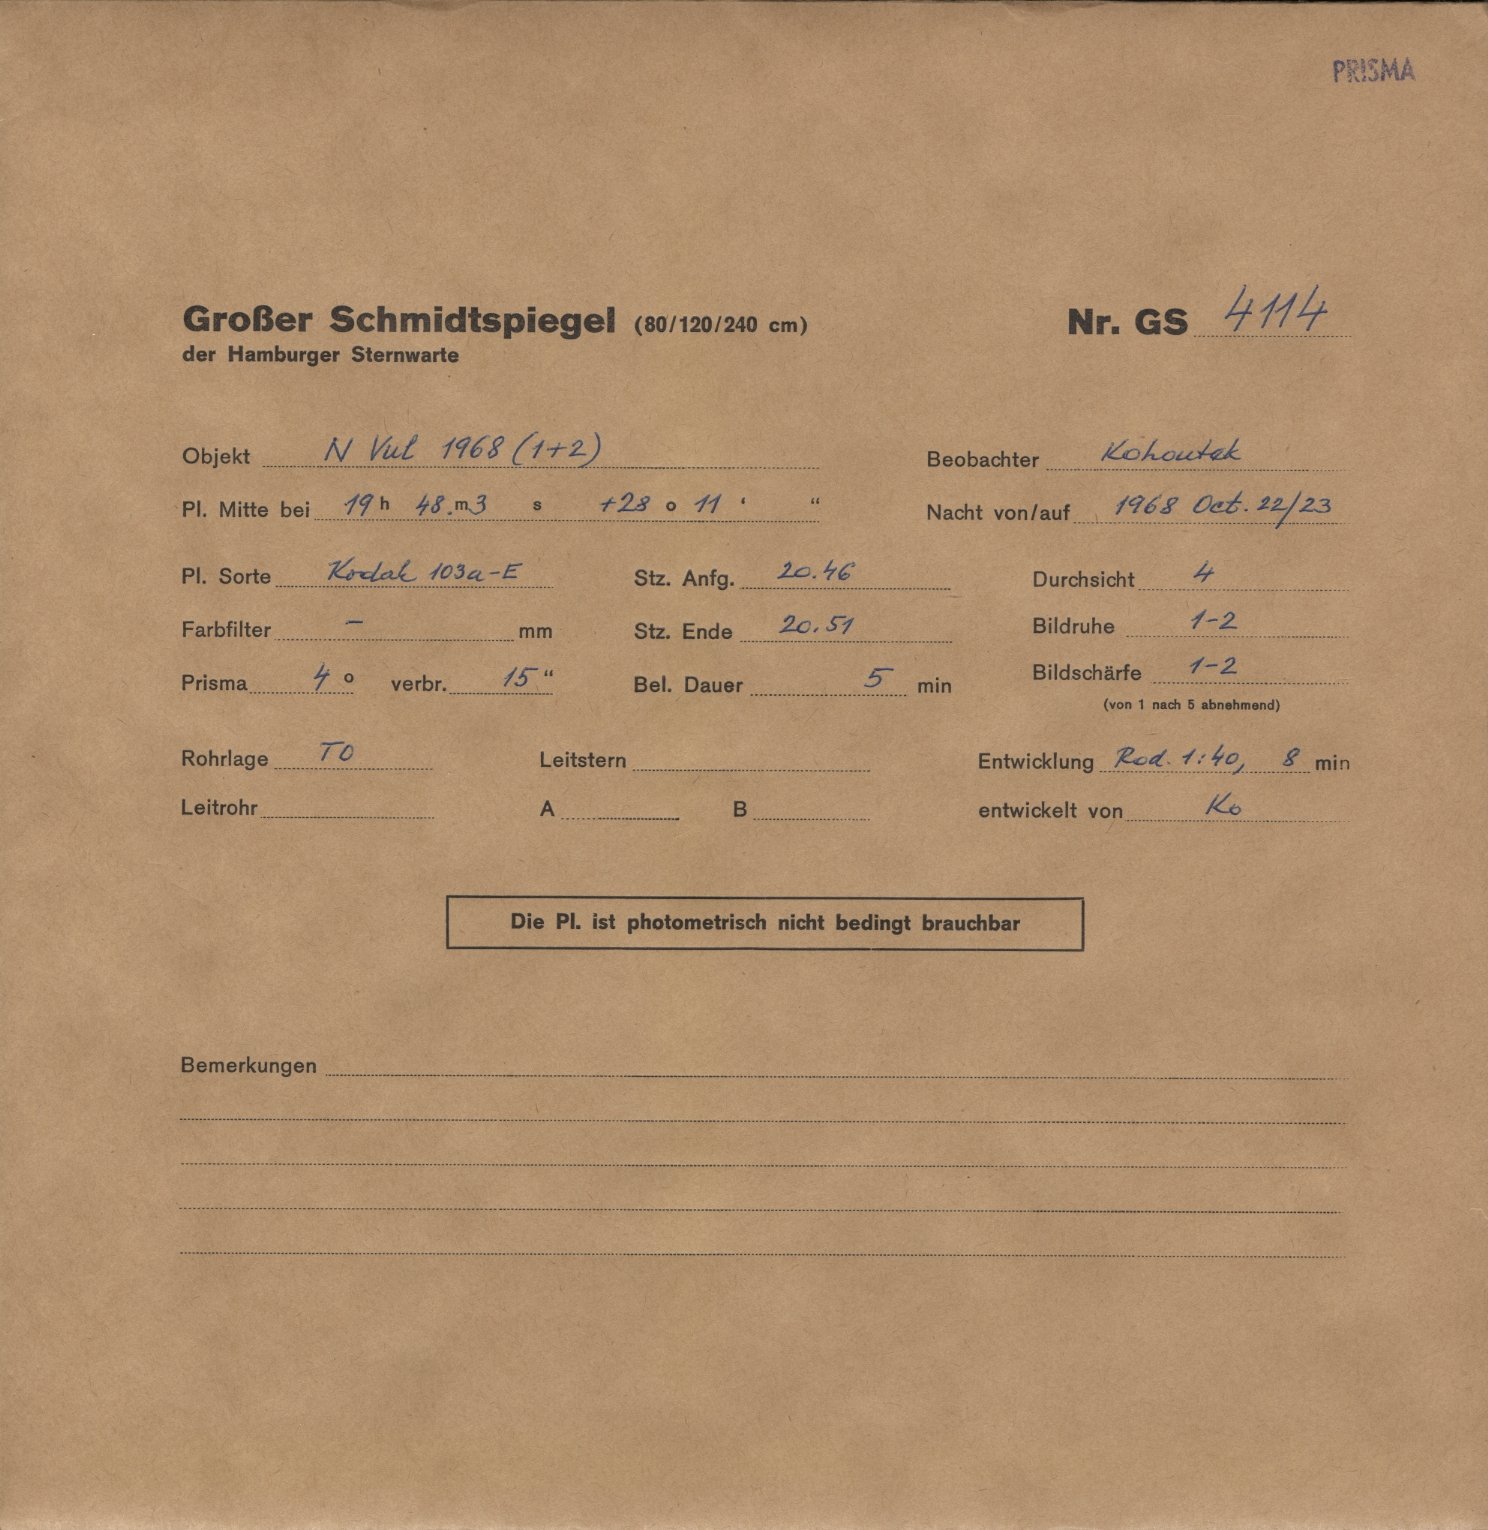 PRISMA
Großer Schmidtspiegel (80/120/240 cm) Nr. GS 4114
der Hamburger Sternwarte
Objekt N Vul 1968 (1+2) Beobachter Kohoutek
Pl. Mitte bei 19 h 48.m3 s +28 o 11 ‘ “ Nacht von/auf 1968 Oct. 22/23
Pl. Sorte Kodak 103a-E Stz. Anfg. 20.46 Durchsicht 4
Farbfilter – mm Stz. Ende 20.51 Bildruhe 1-2
Prisma 4 o verbr. 15 “ Bel. Dauer 5 min Bildschärfe 1-2
(von 1 nach 5 abnehmend)
Rohrlage TO Leitstern Entwicklung Rod. 1:40, 8 min
Leitrohr A B entwickelt von Ko
Die Pl. ist photometrisch nicht bedingt brauchbar
Bemerkungen